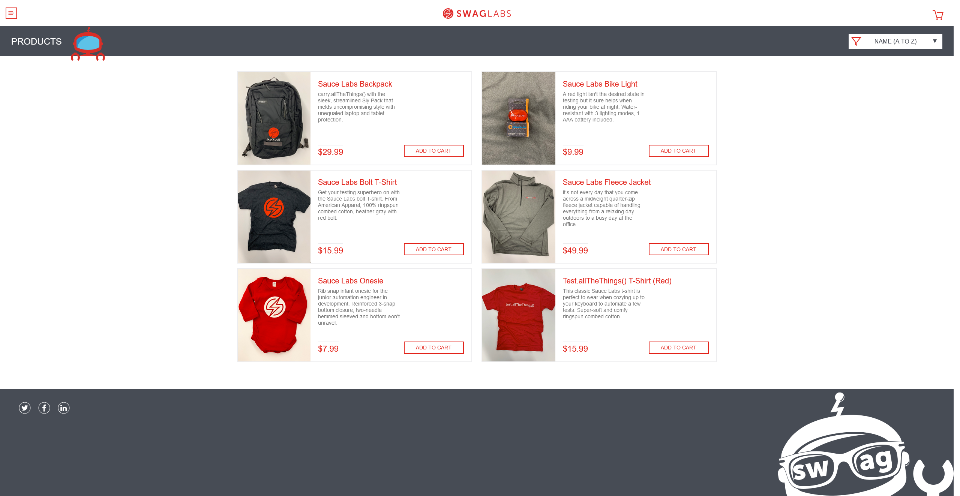 SWAGLABS
PRODUCTS
NAME (A TO Z)
Sauce Labs Backpack
carry.allTheThings() with the
sleek, streamlined Sly Pack that
melds uncompromising style with
unequaled laptop and tablet
protection.
$29.99
ADD TO CART
Sauce Labs Bike Light
A red light isn't the desired state in
testing but it sure helps when
riding your bike at night. Water-
resistant with 3 lighting modes, 1
AAA battery included.
$9.99
ADD TO CART
Sauce Labs Bolt T-Shirt
Get your testing superhero on with
the Sauce Labs bolt T-shirt. From
American Apparel, 100% ringspun
combed cotton, heather gray with
red bolt.
$15.99
ADD TO CART
Sauce Labs Fleece Jacket
It's not every day that you come
across a midweight quarter-zip
fleece jacket capable of handling
everything from a relaxing day
outdoors to a busy day at the
office.
$49.99
ADD TO CART
Sauce Labs Onesie
Rib snap infant onesie for the
junior automation engineer in
development. Reinforced 3-snap
bottom closure, two-needle
hemmed sleeved and bottom won't
unravel.
$7.99
ADD TO CART
Test.allTheThings() T-Shirt (Red)
This classic Sauce Labs t-shirt is
perfect to wear when cozying up to
your keyboard to automate a few
tests. Super-soft and comfy
ringspun combed cotton.
$15.99
ADD TO CART
sw ag